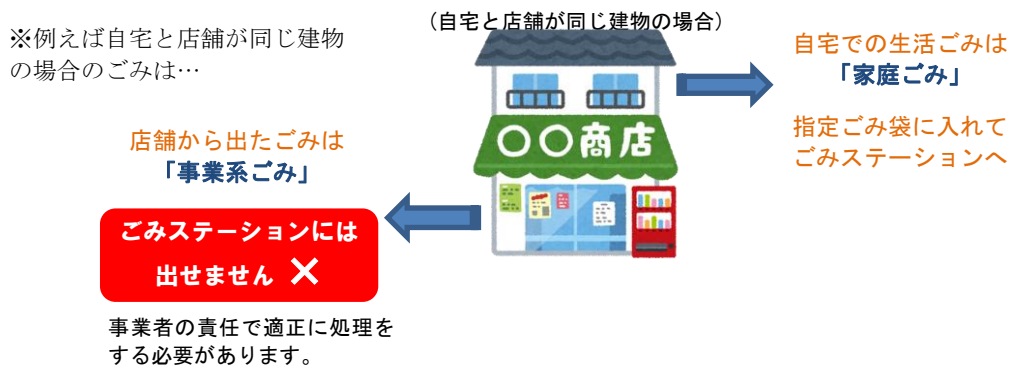 ※例えば自宅と店舗が同じ建物
の場合のごみは…
(自宅と店舗が同じ建物の場合)
〇〇商店
自宅での生活ごみは
「家庭ごみ」
指定ごみ袋に入れて
ごみステーションへ
店舗から出たごみは
「事業系ごみ」
ごみステーションには
出せません ✕
事業者の責任で適正に処理を
する必要があります。